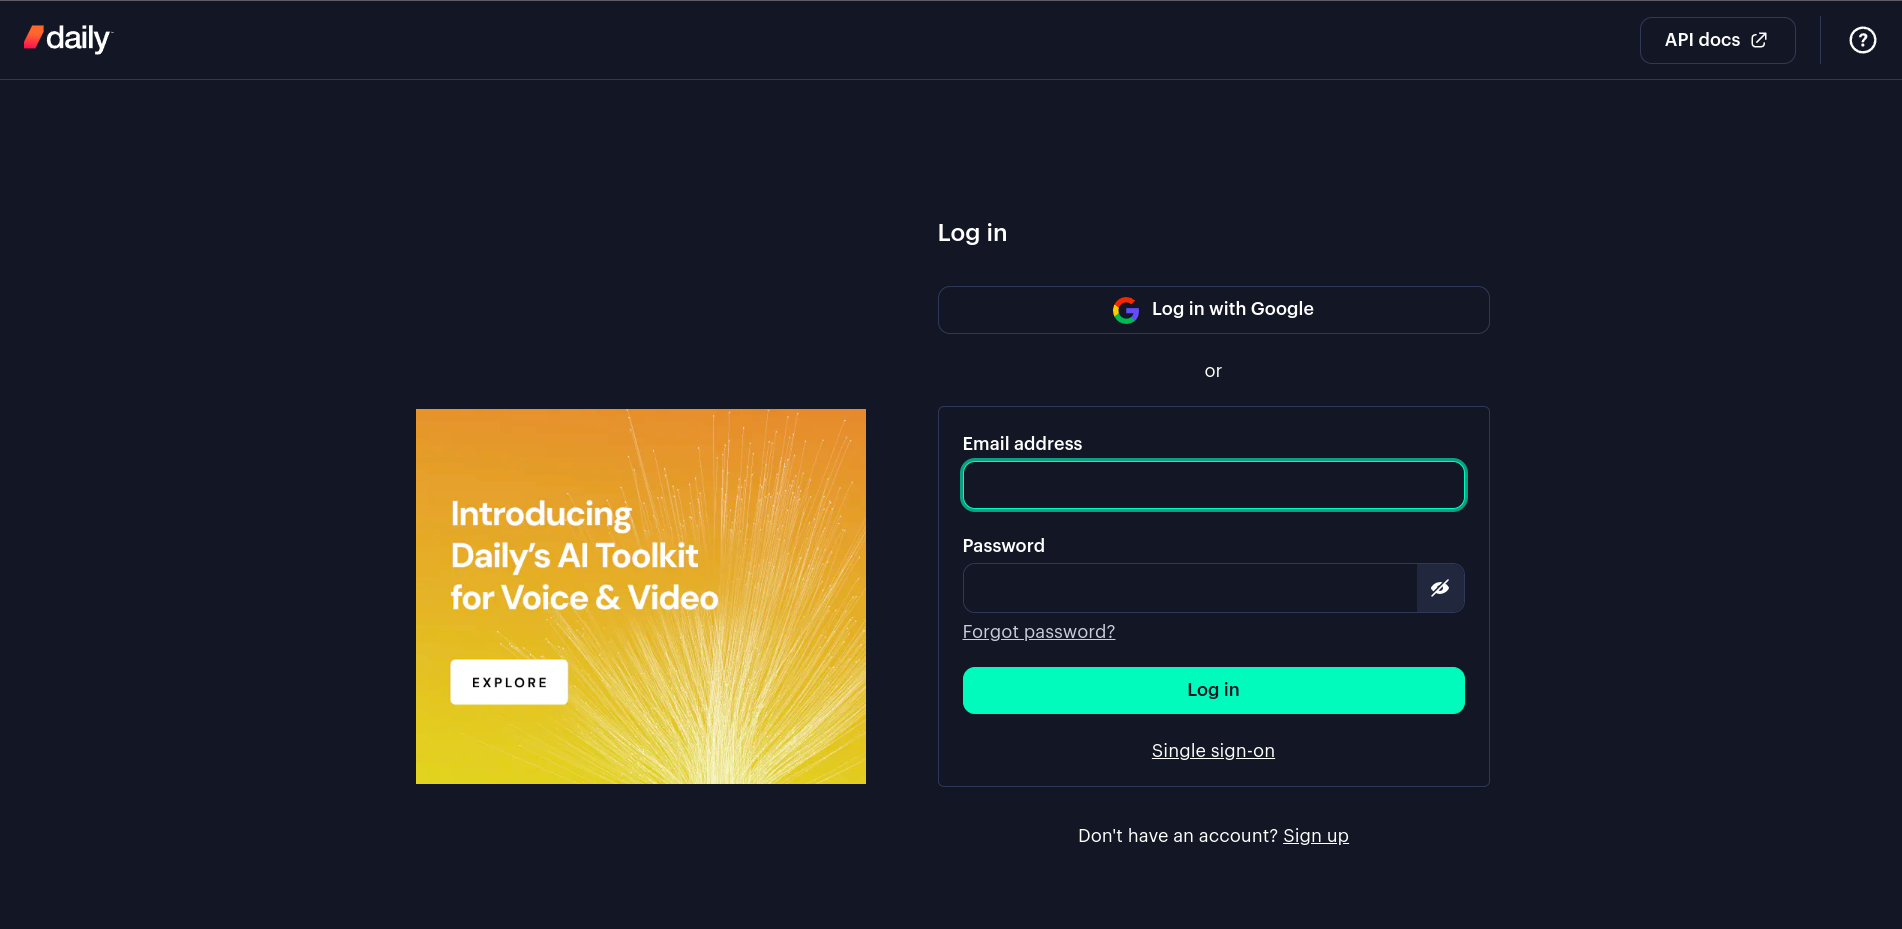 daily
API docs
Log in
Log in with Google
or
Introducing
Daily's AI Toolkit
for Voice & Video
EXPLORE
Email address
Password
Forgot password?
Log in
Single sign-on
Don't have an account? Sign up